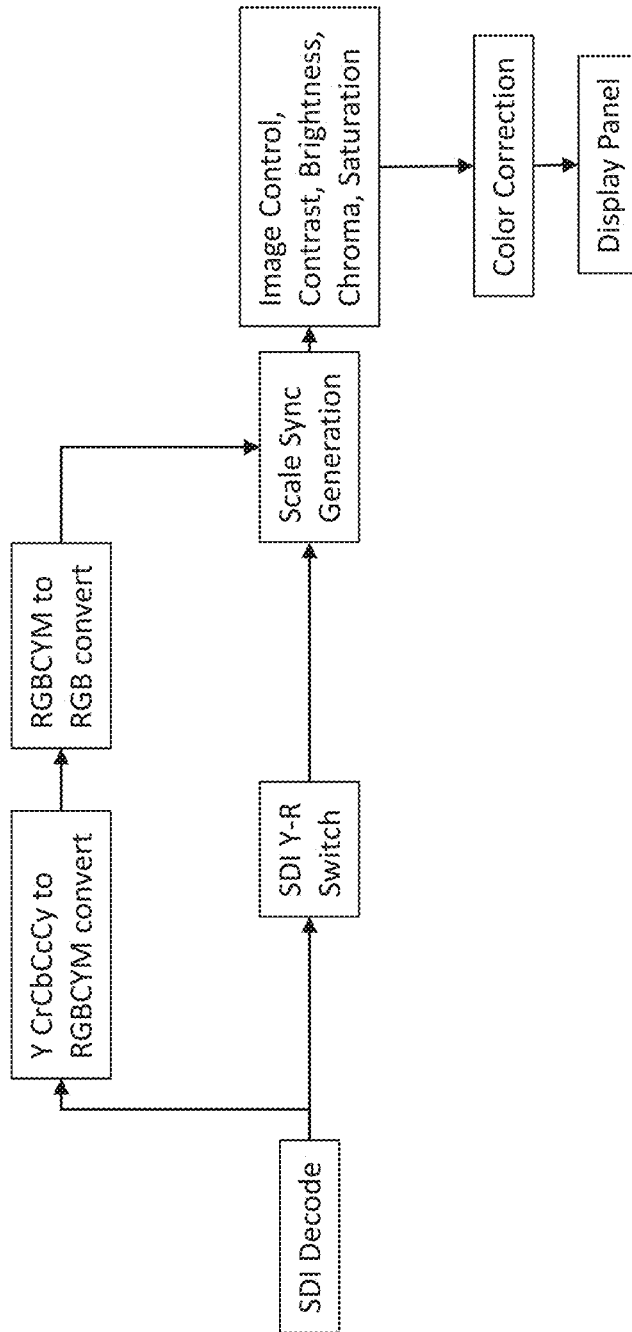 SDI Decode
Y CrCbCcCy to
RGBCYM convert
RGBCYM to
RGB convert
SDI Y-R
Switch
Scale Sync
Generation
Image Control,
Contrast, Brightness,
Chroma, Saturation
Color Correction
Display Panel